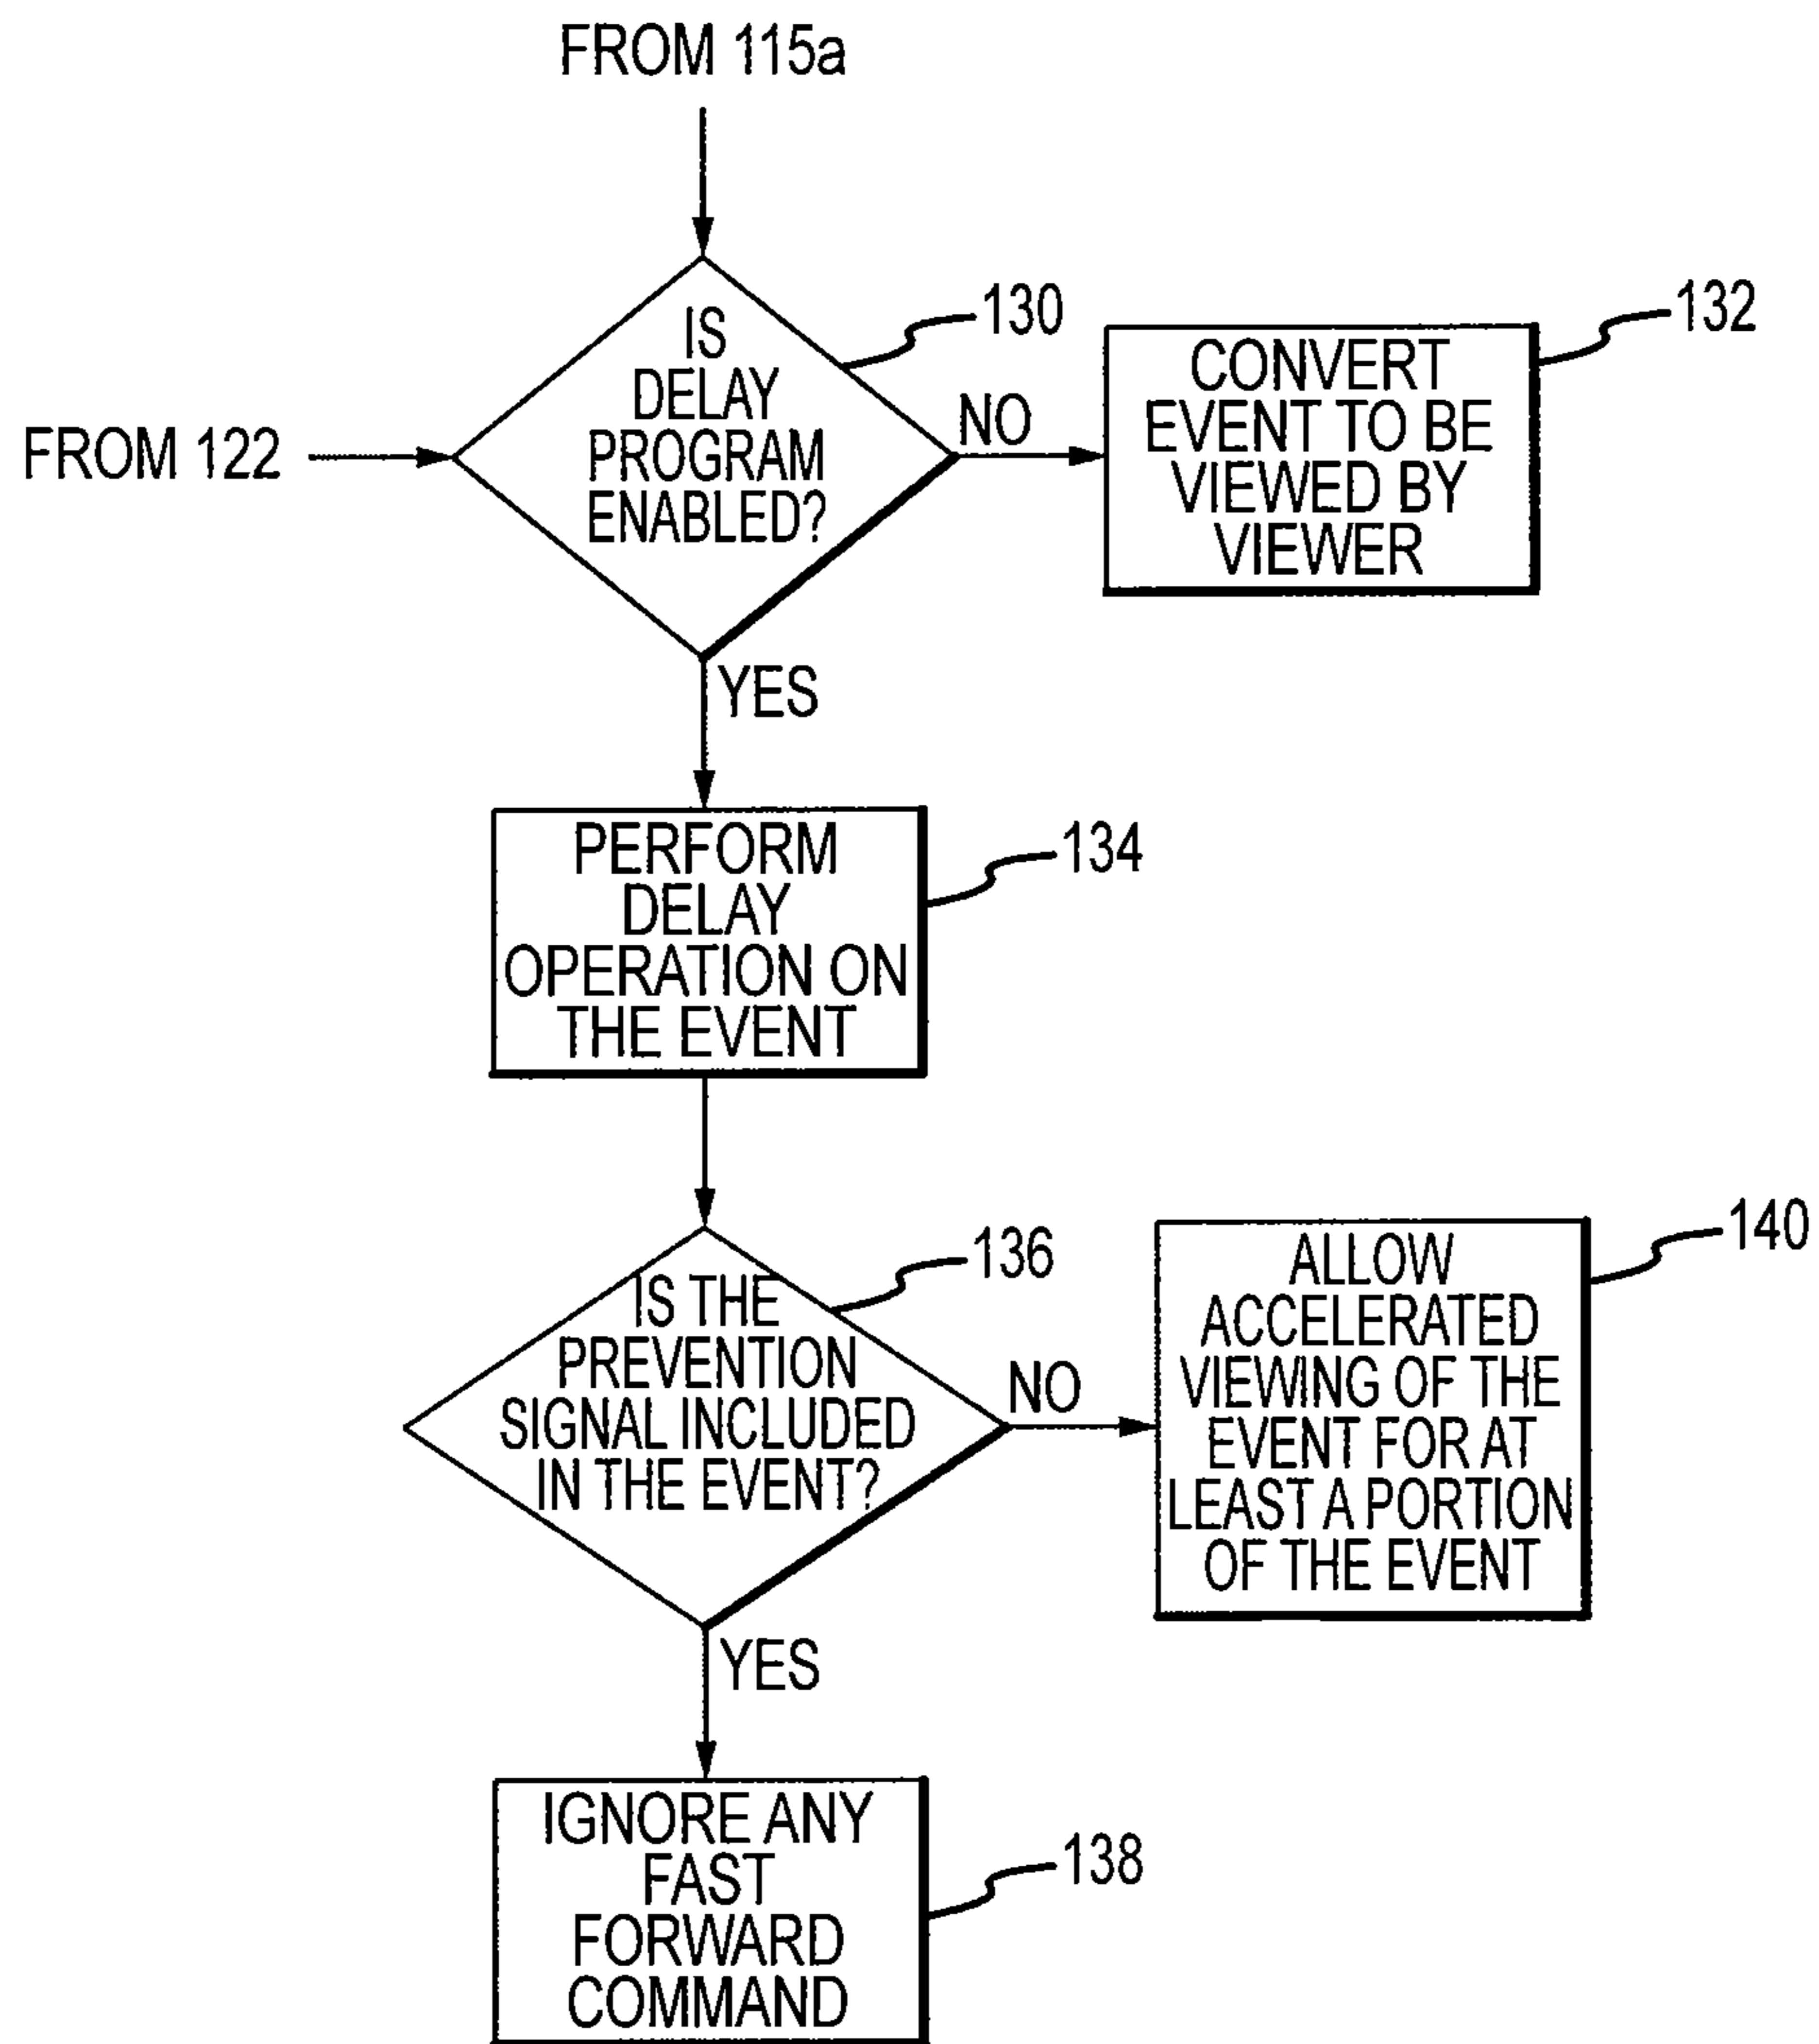 FROM 115a
130
IS
DELAY
PROGRAM
ENABLED?
FROM 122
NO
132
CONVERT
EVENT TO BE
VIEWED BY
VIEWER
YES
134
PERFORM
DELAY
OPERATION ON
THE EVENT
136
IS THE
PREVENTION
SIGNAL INCLUDED
IN THE EVENT?
NO
140
ALLOW
ACCELERATED
VIEWING OF THE
EVENT FOR AT
LEAST A PORTION
OF THE EVENT
YES
138
IGNORE ANY
FAST
FORWARD
COMMAND